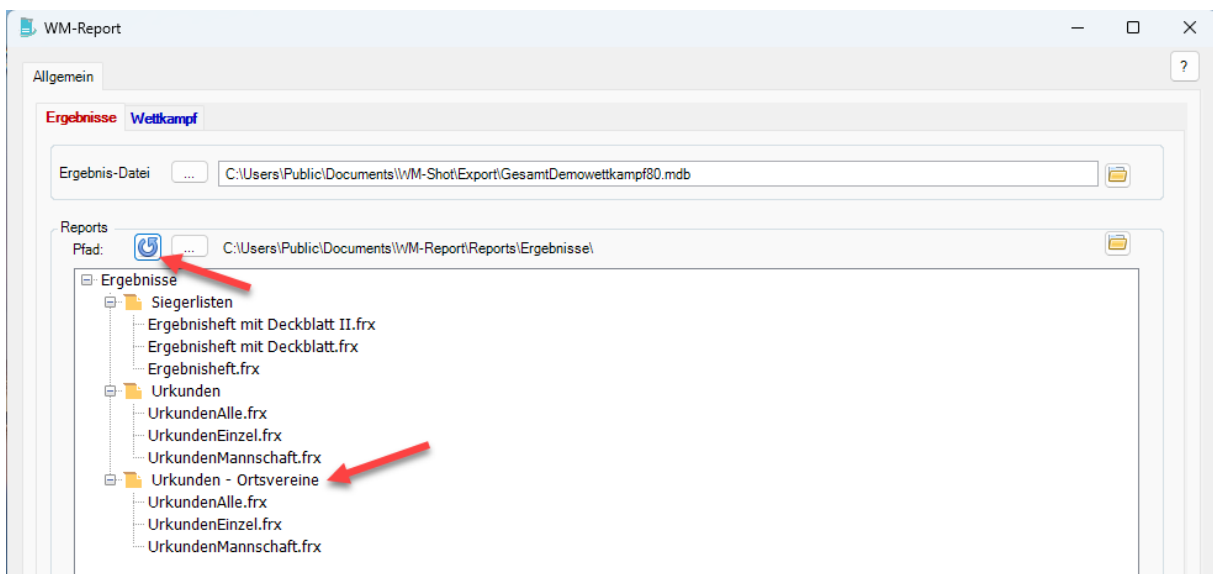 WM-Report
?
Allgemein
Ergebnisse Wettkampf
Ergebnis-Datei ... C:\Users\Public\Documents\WM-Shot\Export\GesamtDemowettkampf80.mdb
Reports
Pfad: ... C:\Users\Public\Documents\WM-Report\Reports\Ergebnisse\
Ergebnisse
Siegerlisten
Ergebnisheft mit Deckblatt II.frx
Ergebnisheft mit Deckblatt.frx
Ergebnisheft.frx
Urkunden
UrkundenAlle.frx
UrkundenEinzel.frx
UrkundenMannschaft.frx
Urkunden - Ortsvereine
UrkundenAlle.frx
UrkundenEinzel.frx
UrkundenMannschaft.frx